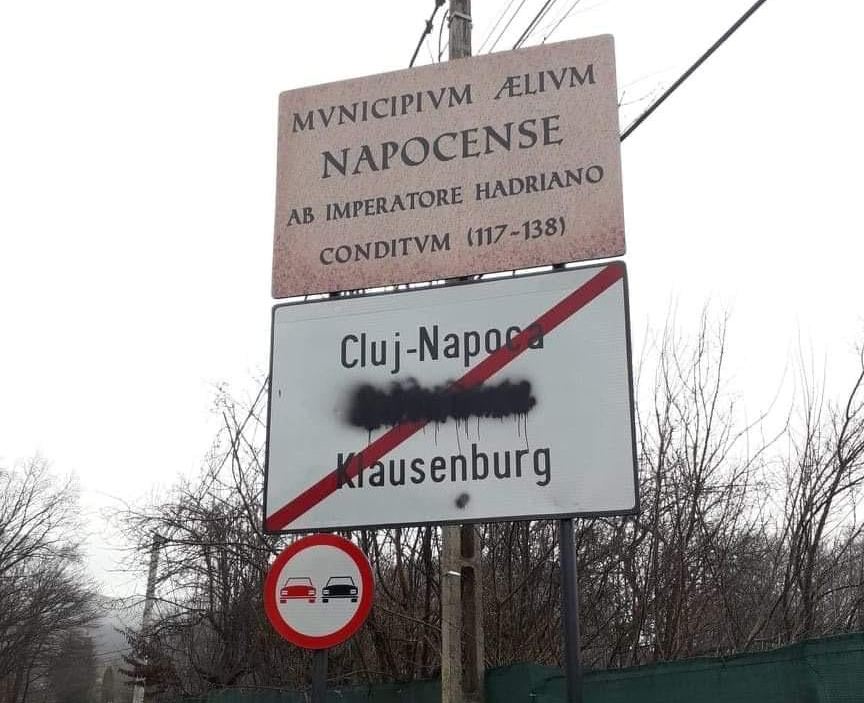 MVNICIPIVM ÆLIVM
NAPOCENSE
AB IMPERATORE HADRIANO
CONDITVM (117-138)
Cluj-Napoca
Klausenburg